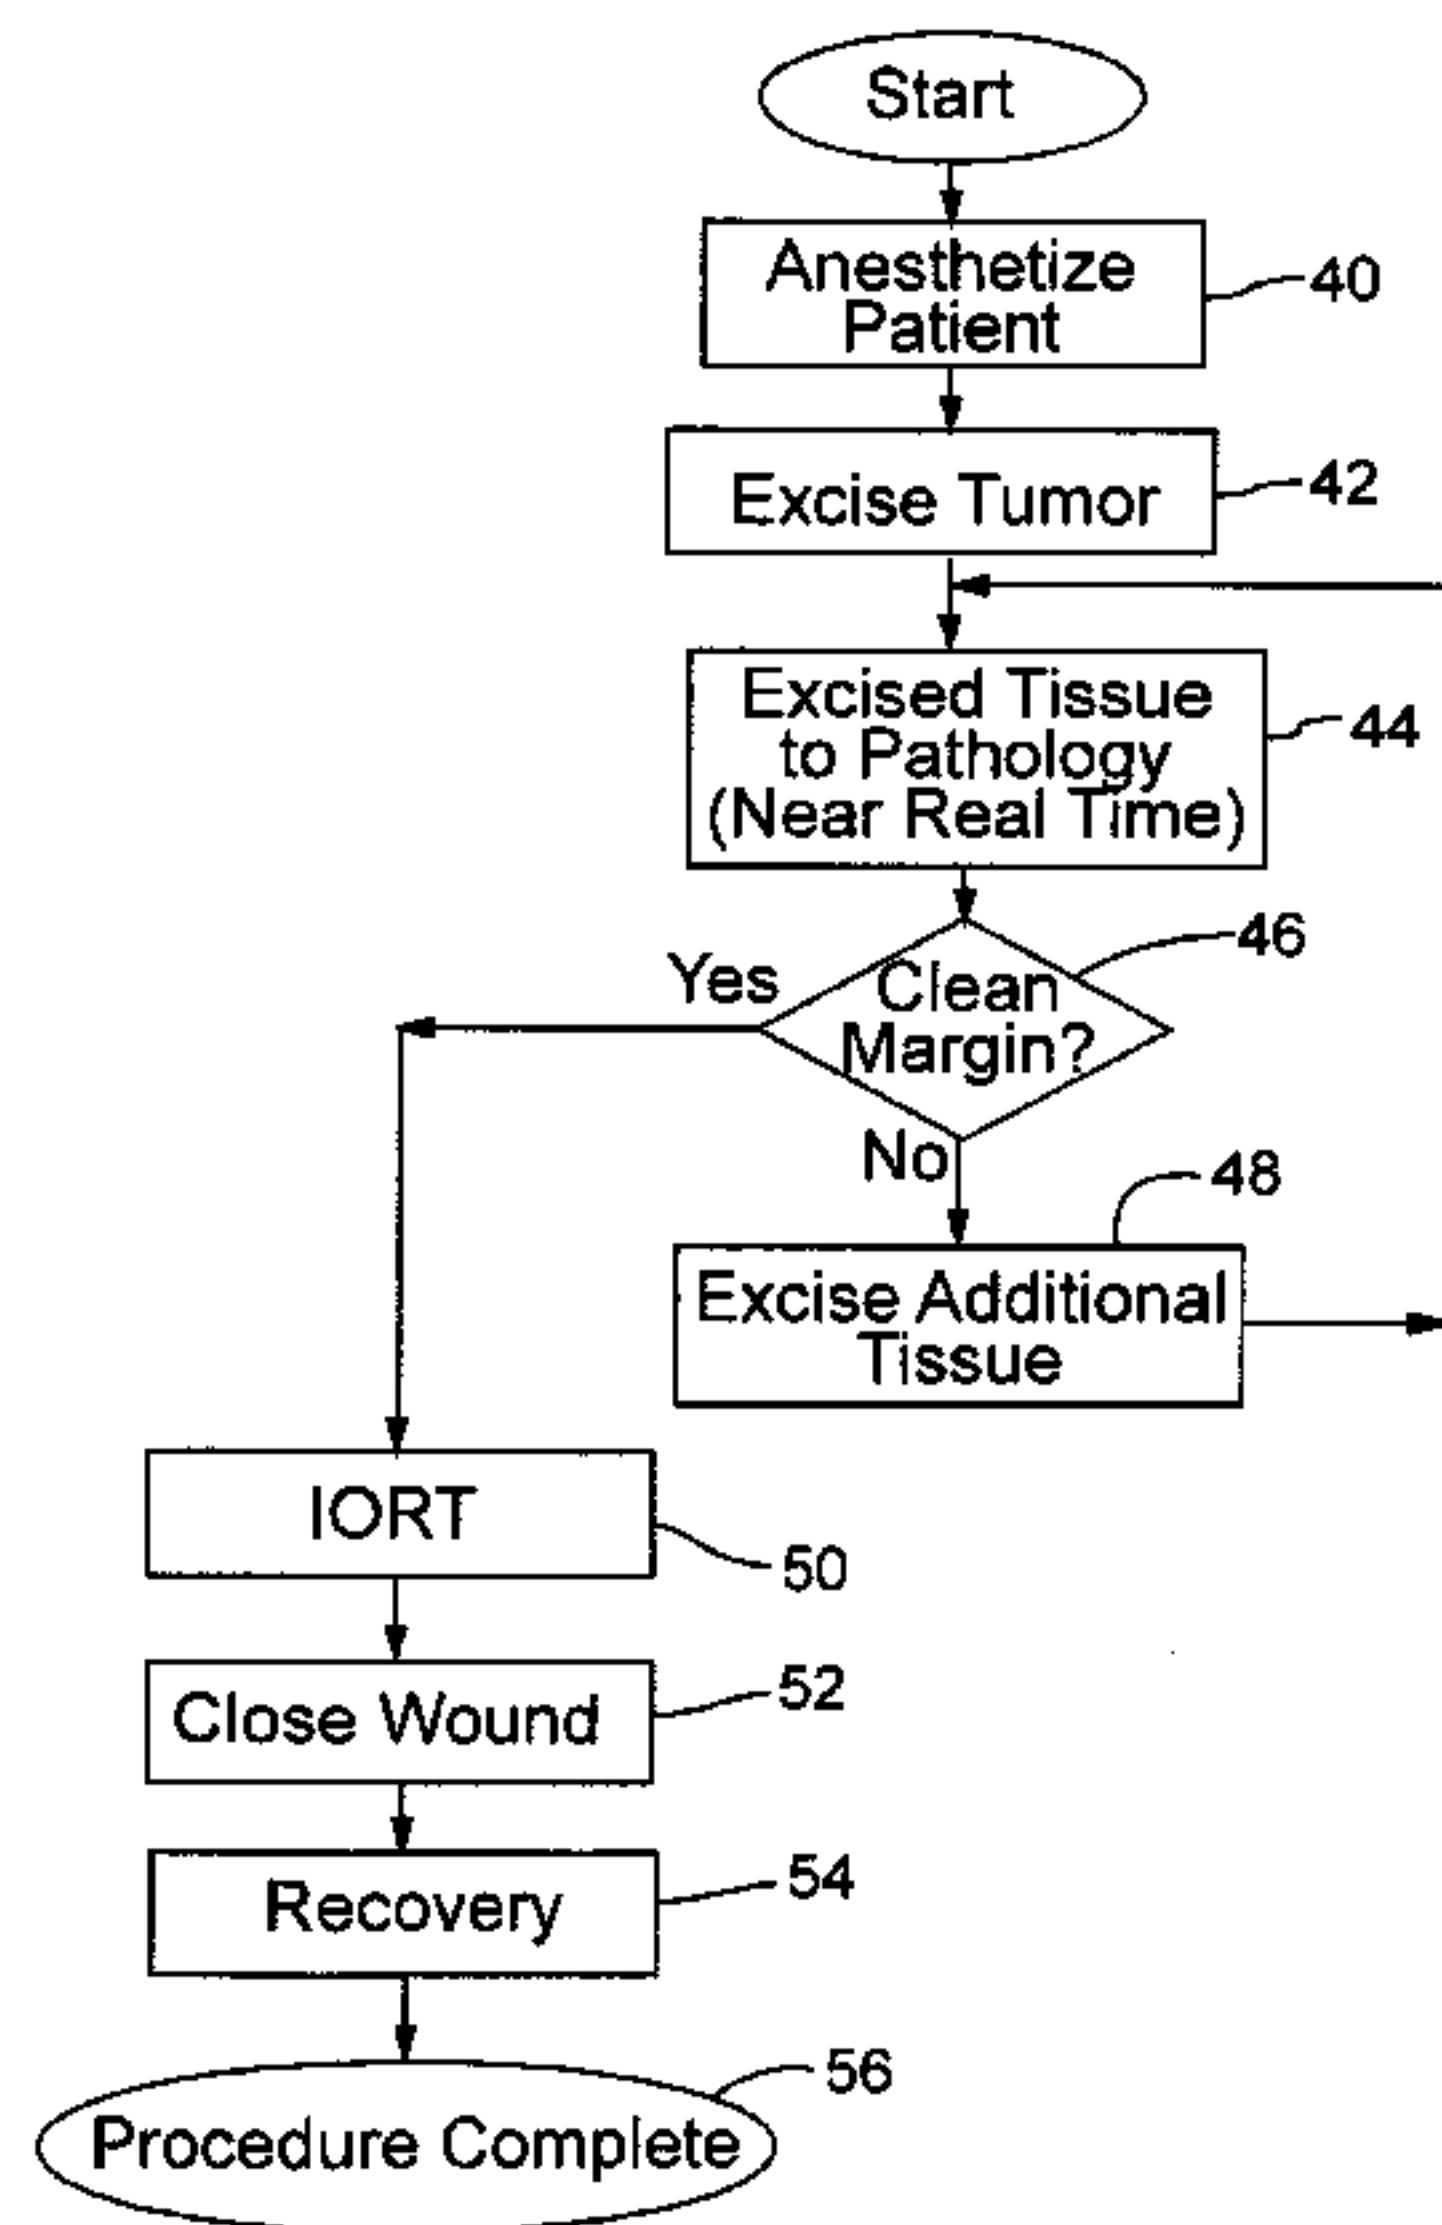 Start
Anesthetize
Patient
40
Excise Tumor
42
Excised Tissue
to Pathology
(Near Real Time)
44
46
Yes
Clean
Margin?
No
48
Excise Additional
Tissue
IORT
50
Close Wound
52
Recovery
54
56
Procedure Complete